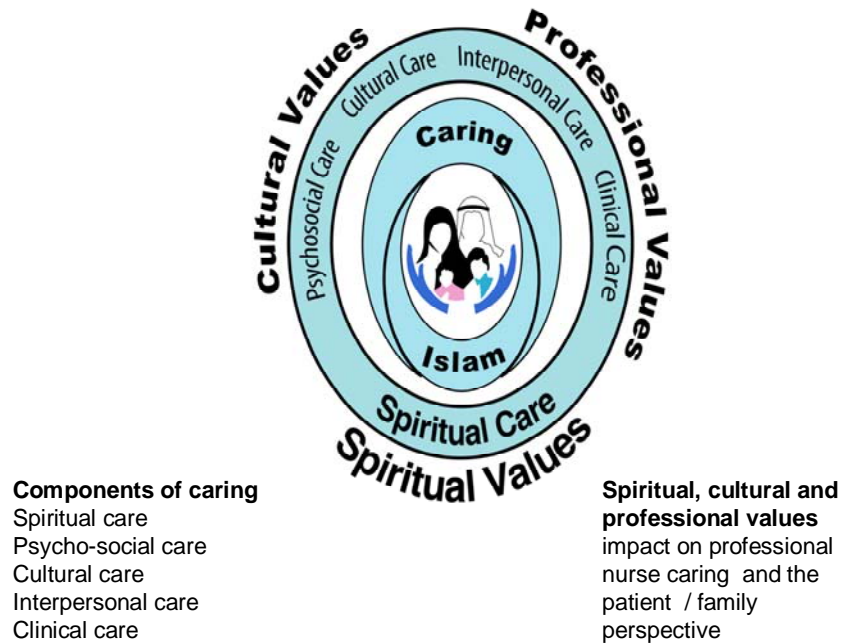 Cultural Values
Professional Values
Psychosocial Care
Cultural Care
Interpersonal Care
Clinical Care
Caring
Islam
Spiritual Care
Spiritual Values
Components of caring
Spiritual care
Psycho-social care
Cultural care
Interpersonal care
Clinical care
Spiritual, cultural and
professional values
impact on professional
nurse caring and the
patient / family
perspective